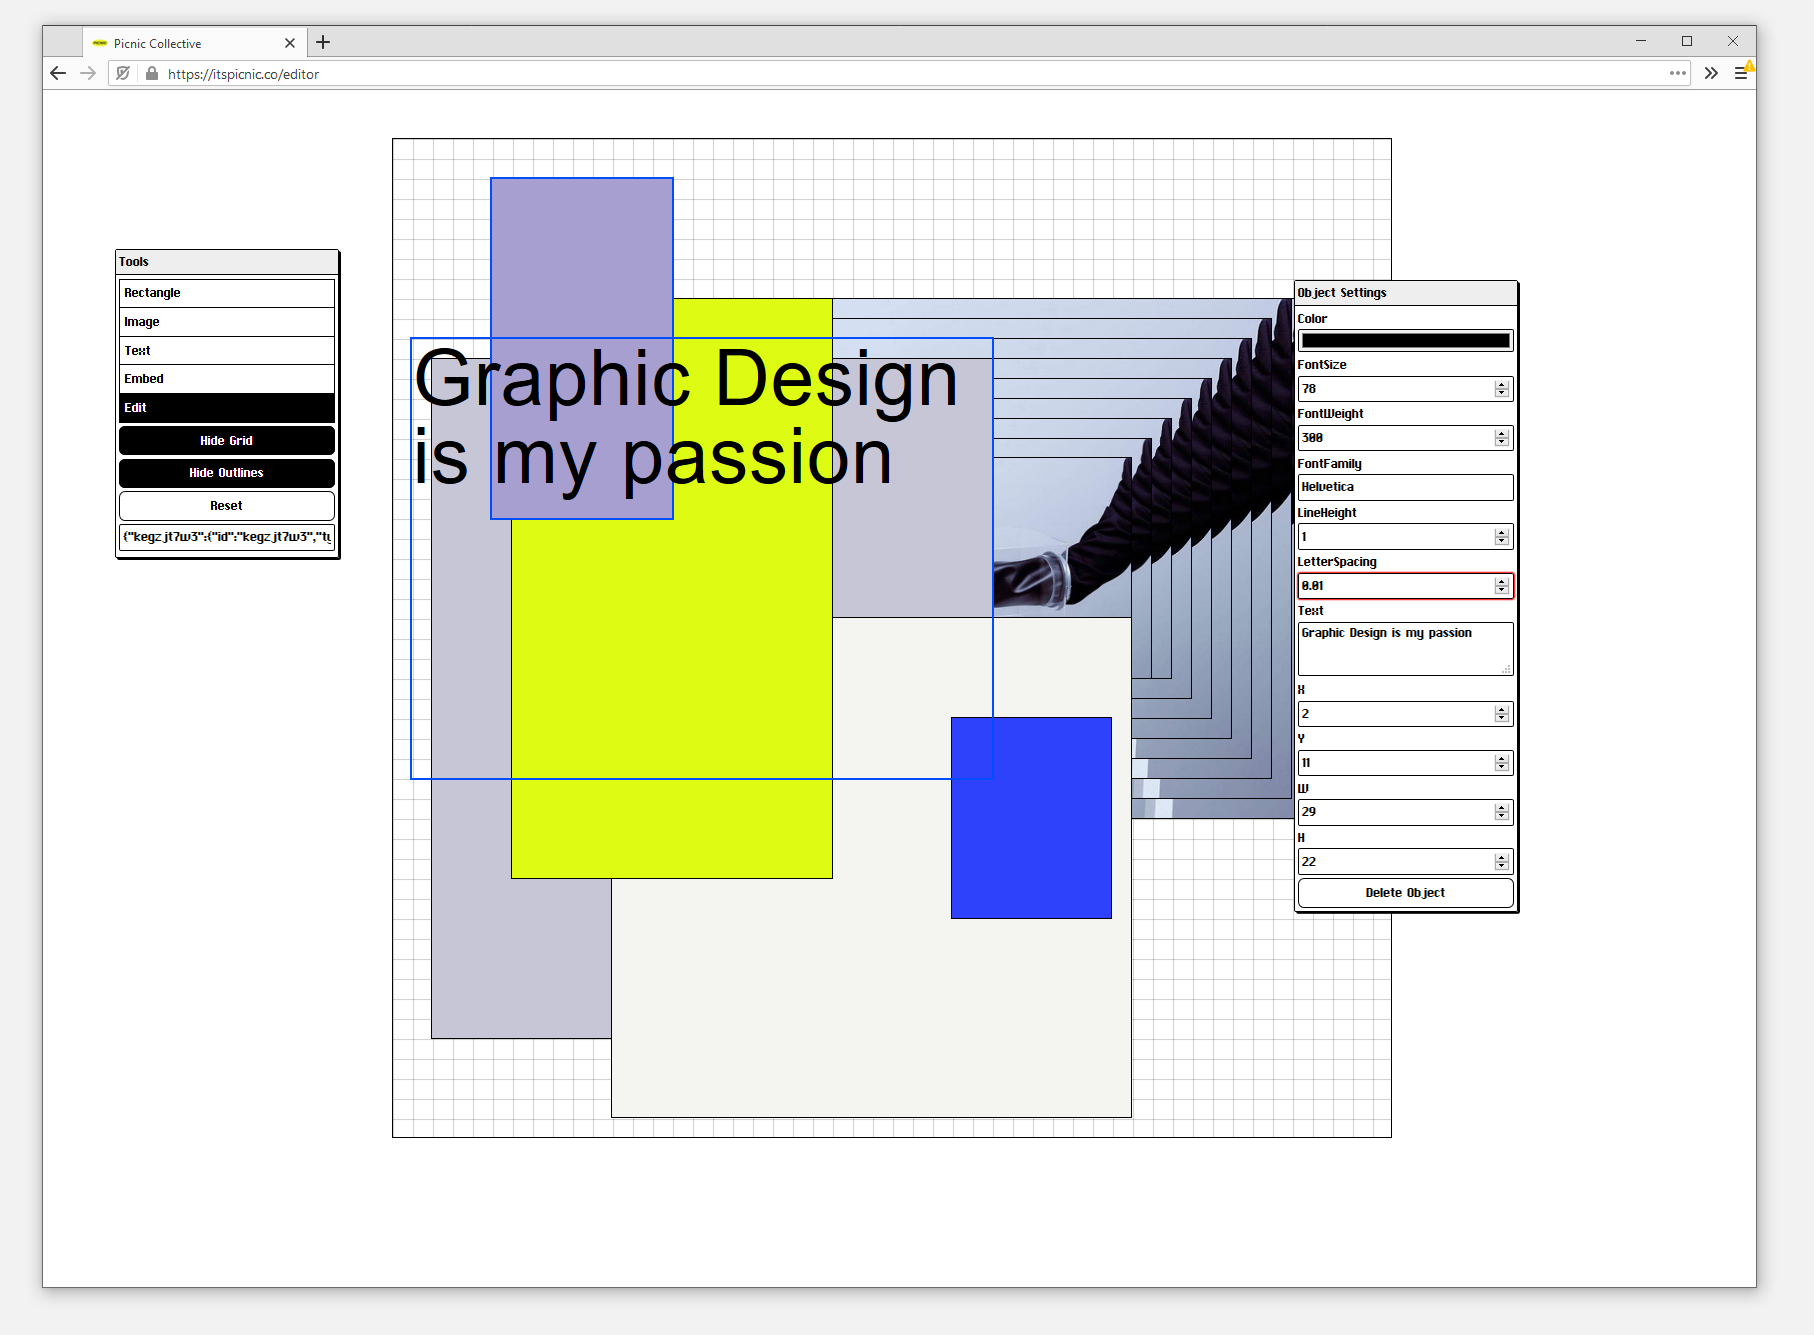 Picnic Collective
https://itspicnic.co/editor
Tools
Rectangle
Image
Text
Embed
Edit
Hide Grid
Hide Outlines
Reset
{"kegzjt7w3":{"id":"kegzjt7w3","ty
Graphic Design
is my passion
Object Settings
Color
FontSize
78
FontWeight
300
FontFamily
Helvetica
LineHeight
1
LetterSpacing
0.01
Text
Graphic Design is my passion
X
2
Y
11
W
29
H
22
Delete Object